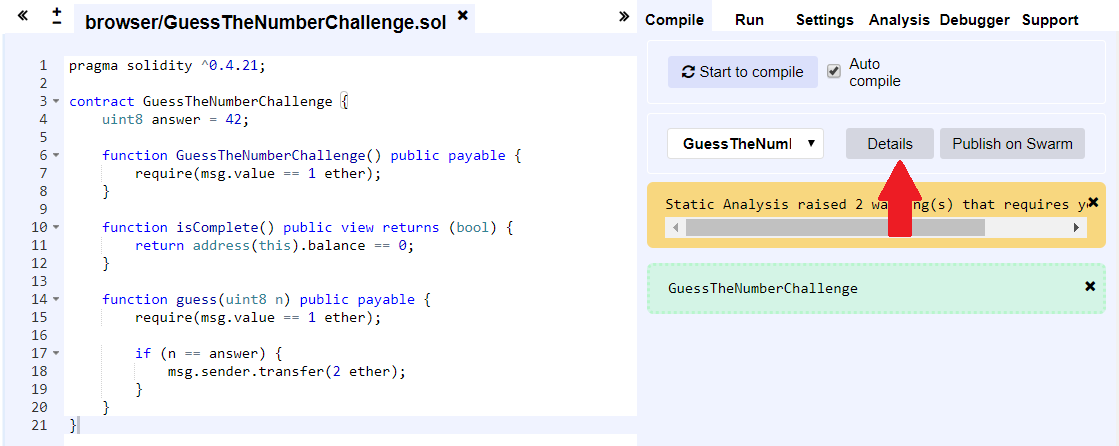 browser/GuessTheNumberChallenge.sol
1 pragma solidity ^0.4.21;
2
3 contract GuessTheNumberChallenge {
4 uint8 answer = 42;
5
6 function GuessTheNumberChallenge() public payable {
7 require(msg.value == 1 ether);
8 }
9
10 function isComplete() public view returns (bool) {
11 return address(this).balance == 0;
12 }
13
14 function guess(uint8 n) public payable {
15 require(msg.value == 1 ether);
16
17 if (n == answer) {
18 msg.sender.transfer(2 ether);
19 }
20 }
21 }
Compile Run Settings Analysis Debugger Support
Start to compile Auto compile
GuessTheNuml Details Publish on Swarm
Static Analysis raised 2 that requires
GuessTheNumberChallenge